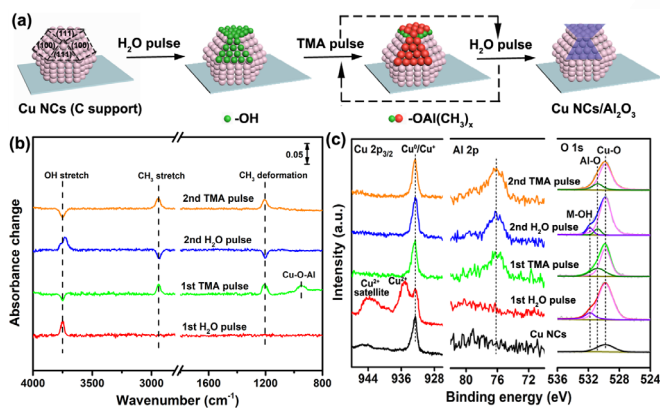 (a)
(111)
(100)
(100)
(111)
H₂O pulse
TMA pulse
H₂O pulse
Cu NCs (C support)
-OH
-OAl(CH₃)ₓ
Cu NCs/Al₂O₃
(b)
0.05
OH stretch
CH₃ stretch
CH₃ deformation
2nd TMA pulse
2nd H₂O pulse
Cu-O-Al
1st TMA pulse
1st H₂O pulse
Absorbance change
4000
3000
1600
1200
800
Wavenumber (cm⁻¹)
(c)
Cu 2p₃/₂
Cu⁰/Cu⁺
Al 2p
O 1s
Al-O
Cu-O
2nd TMA pulse
M-OH
2nd H₂O pulse
1st TMA pulse
Cu²⁺
satellite
Cu²⁺
1st H₂O pulse
Cu NCs
Intensity (a.u.)
944
936
928
80
76
72
536
530
524
Binding energy (eV)